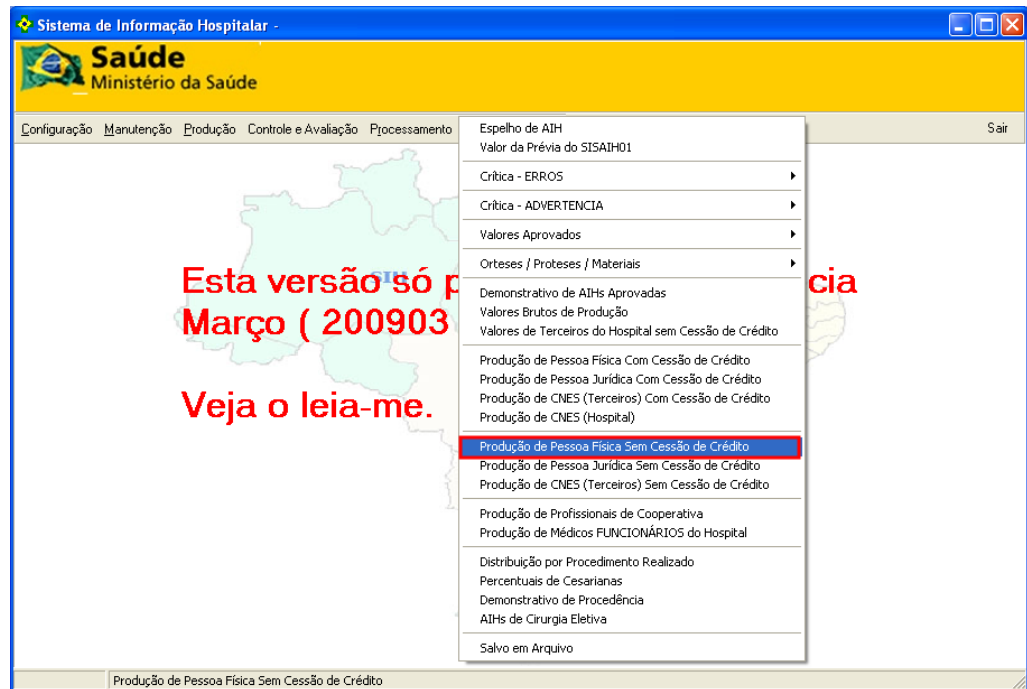 Sistema de Informação Hospitalar -
Saúde
Ministério da Saúde
Configuração Manutenção Produção Controle e Avaliação Processamento Sair
Espelho de AIH
Valor da Prévia do SISAIH01
Crítica - ERROS
Crítica - ADVERTENCIA
Valores Aprovados
Orteses / Proteses / Materiais
Demonstrativo de AIHs Aprovadas
Valores Brutos de Produção
Valores de Terceiros do Hospital sem Cessão de Crédito
Produção de Pessoa Física Com Cessão de Crédito
Produção de Pessoa Jurídica Com Cessão de Crédito
Produção de CNES (Terceiros) Com Cessão de Crédito
Produção de CNES (Hospital)
Produção de Pessoa Física Sem Cessão de Crédito
Produção de Pessoa Jurídica Sem Cessão de Crédito
Produção de CNES (Terceiros) Sem Cessão de Crédito
Produção de Profissionais de Cooperativa
Produção de Médicos FUNCIONÁRIOS do Hospital
Distribuição por Procedimento Realizado
Percentuais de Cesarianas
Demonstrativo de Procedência
AIHs de Cirurgia Eletiva
Salvo em Arquivo
Esta versão só p cia
Março ( 200903
Veja o leia-me.
Produção de Pessoa Física Sem Cessão de Crédito